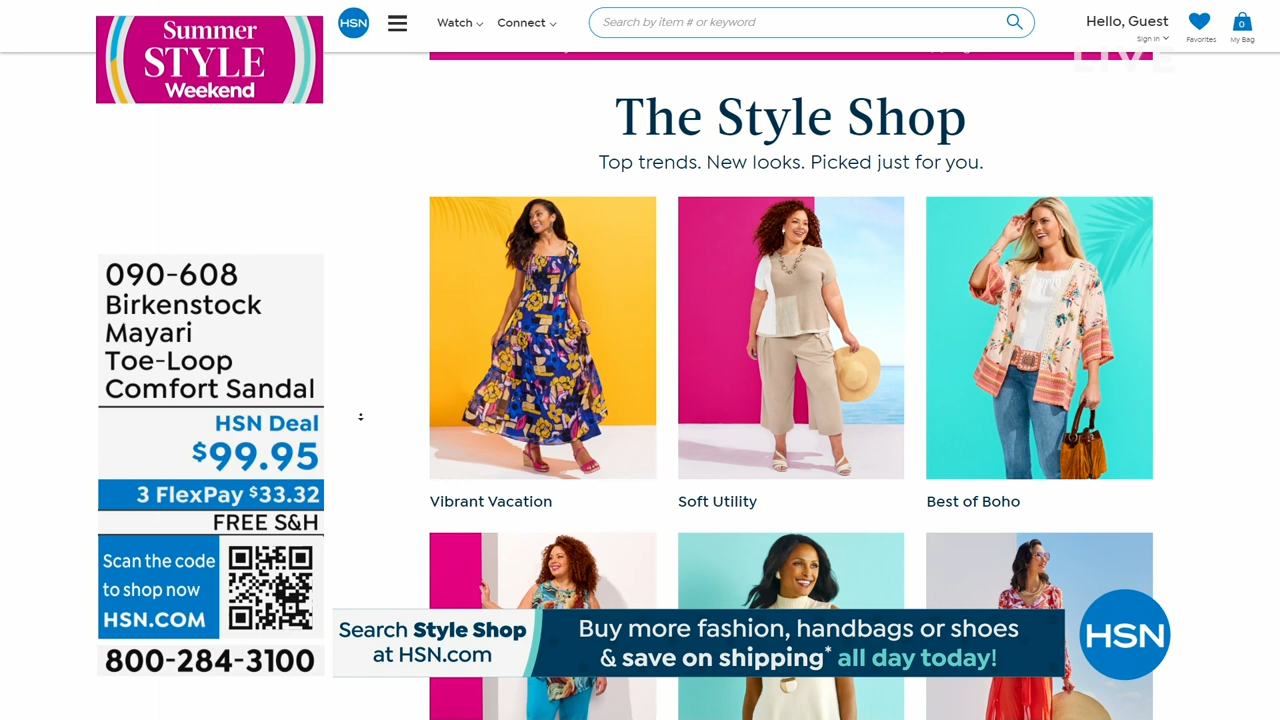 Summer
STYLE
Weekend
HSN
Watch
Connect
Search by item # or keyword
Hello, Guest
Sign in
Favorites
0
My Bag
LIVE
The Style Shop
Top trends. New looks. Picked just for you.
Vibrant Vacation
Soft Utility
Best of Boho
090-608
Birkenstock
Mayari
Toe-Loop
Comfort Sandal
HSN Deal
$99.95
3 FlexPay $33.32
FREE S&H
Scan the code
to shop now
HSN.COM
800-284-3100
Search Style Shop
at HSN.com
Buy more fashion, handbags or shoes
& save on shipping* all day today!
HSN